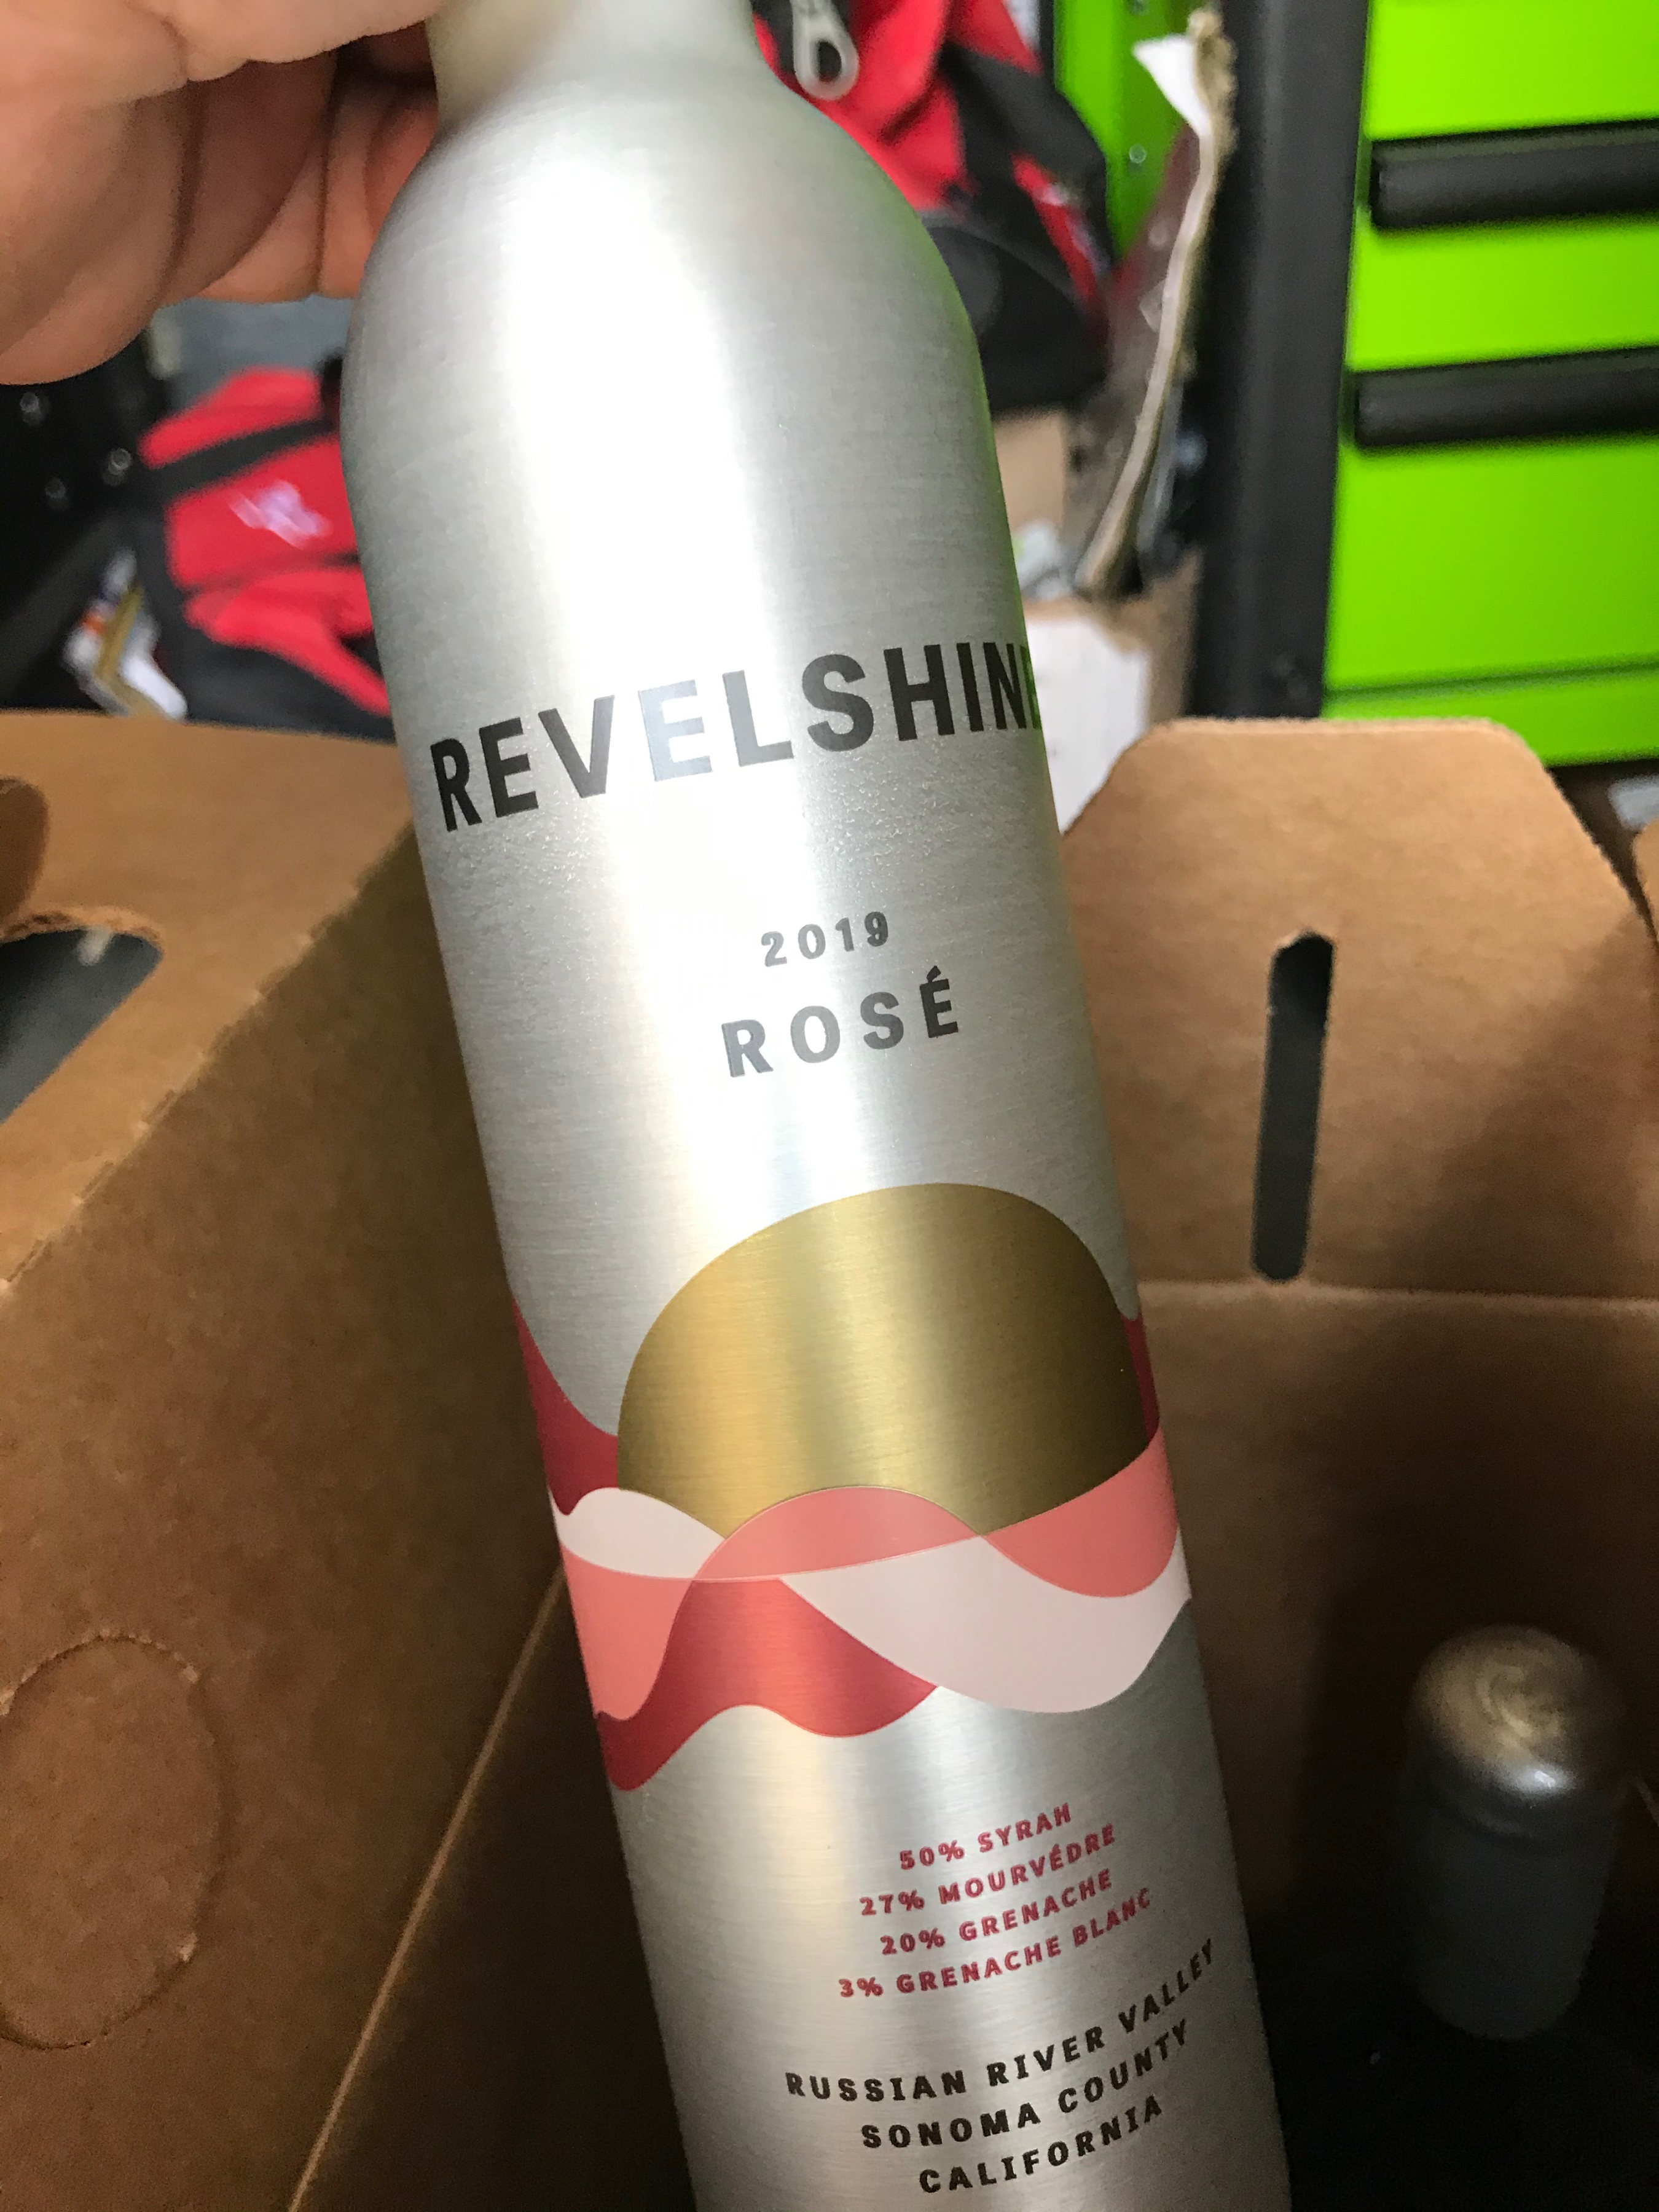 REVELSHINE
2019
ROSÉ
50% SYRAH
27% MOURVÉDRE
20% GRENACHE
3% GRENACHE BLANC
RUSSIAN RIVER VALLEY
SONOMA COUNTY
CALIFORNIA